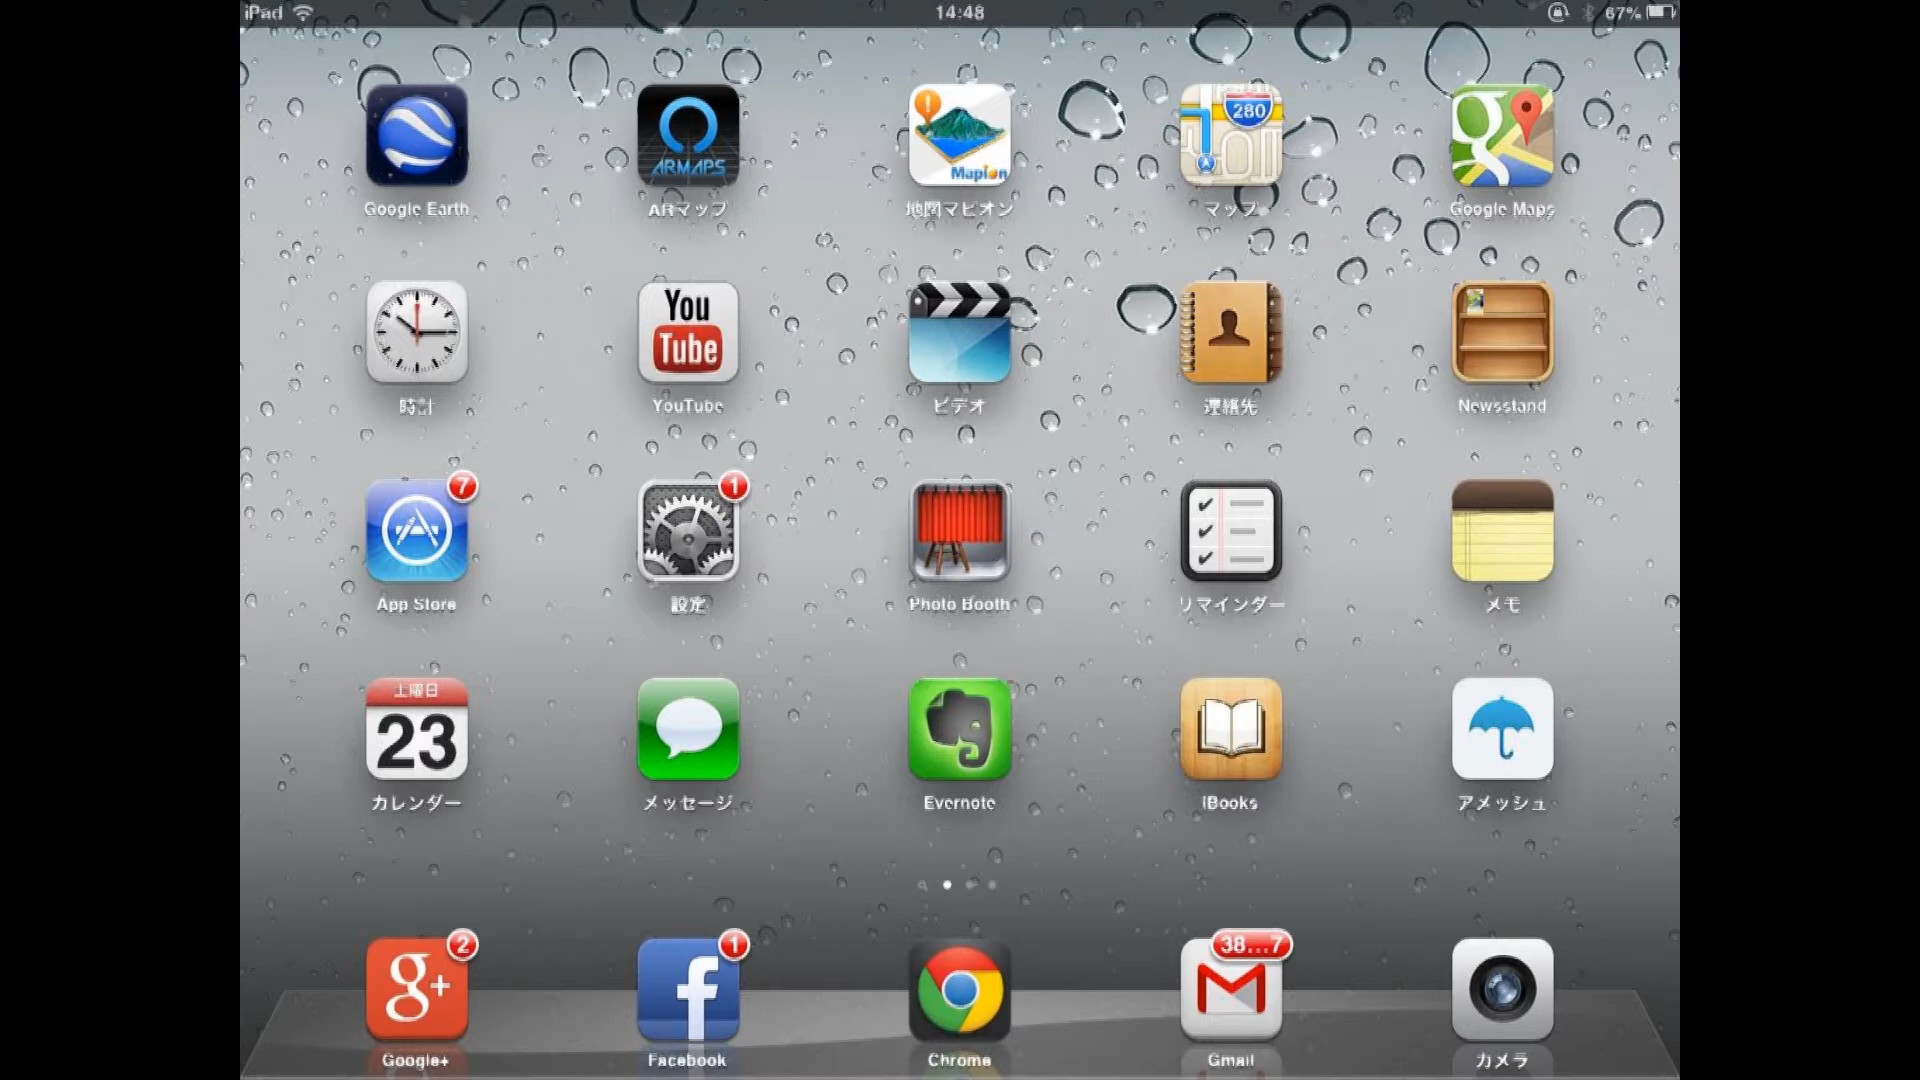 iPad 14:48 67%
280
ARMAPS
Mapion
Google Earth ARマップ 地図マピオン マップ Google Maps
You
Tube
時計 YouTube ビデオ 連絡先 Newsstand
7 1
App Store 設定 Photo Booth リマインダー メモ
土曜日
23
カレンダー メッセージ Evernote iBooks アメッシュ
2 1 38...7
g+ f M
Google+ Facebook Chrome Gmail カメラ